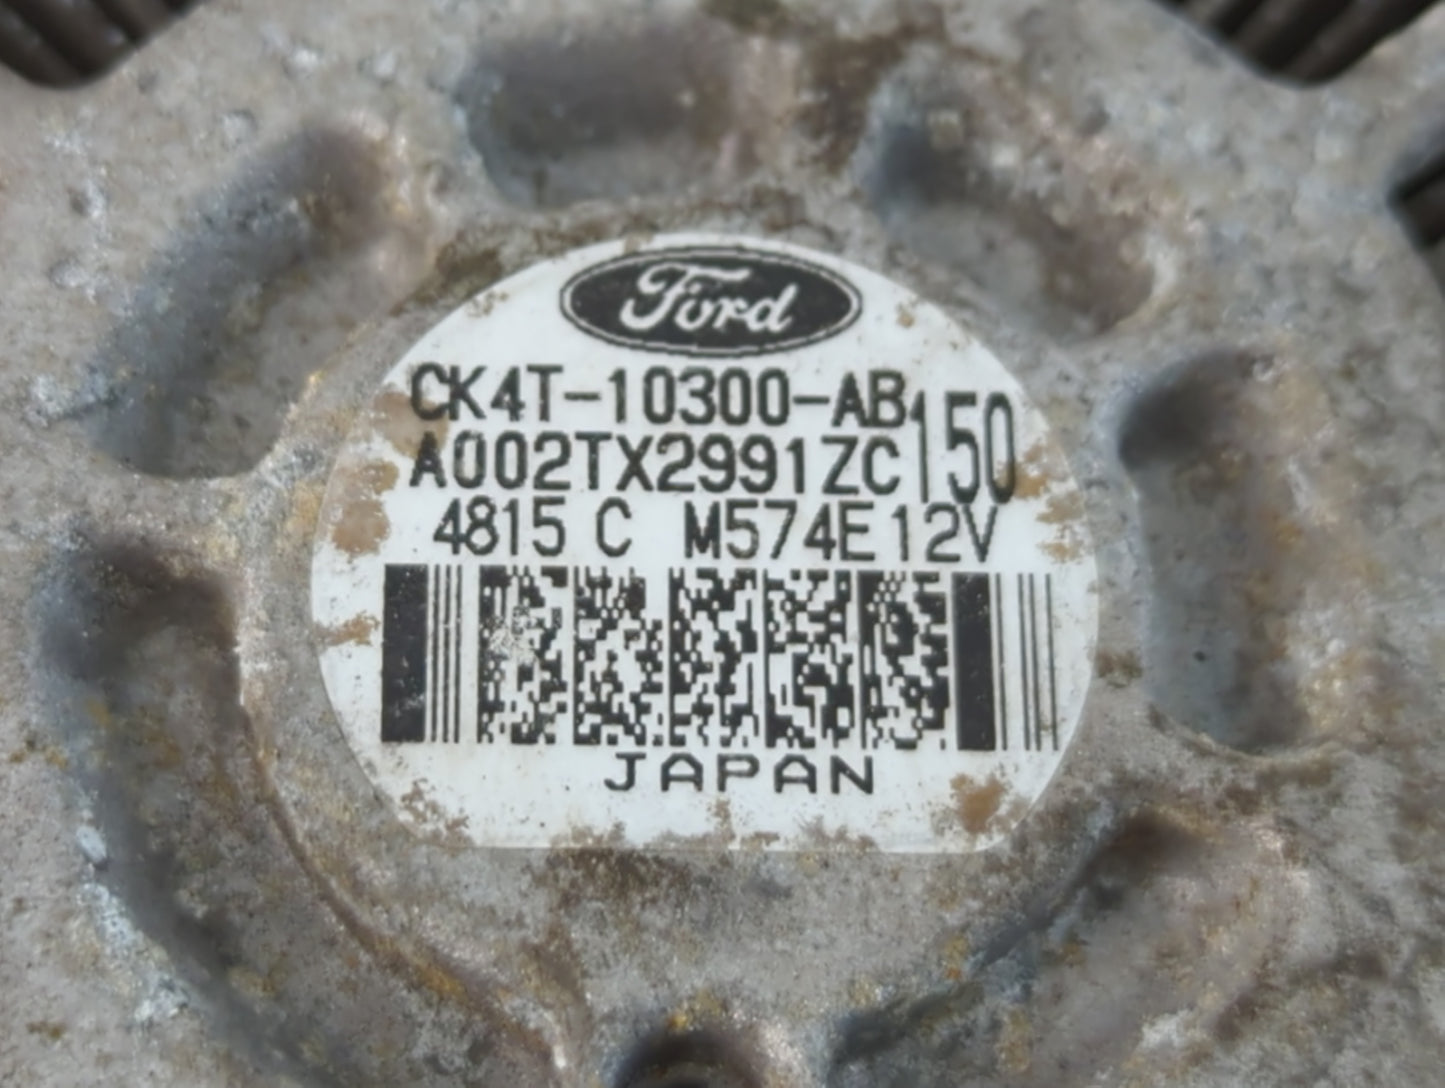 Ford
CK4T-10300-AB
A002TX2991ZC 150
4815 C M574E 12V
JAPAN